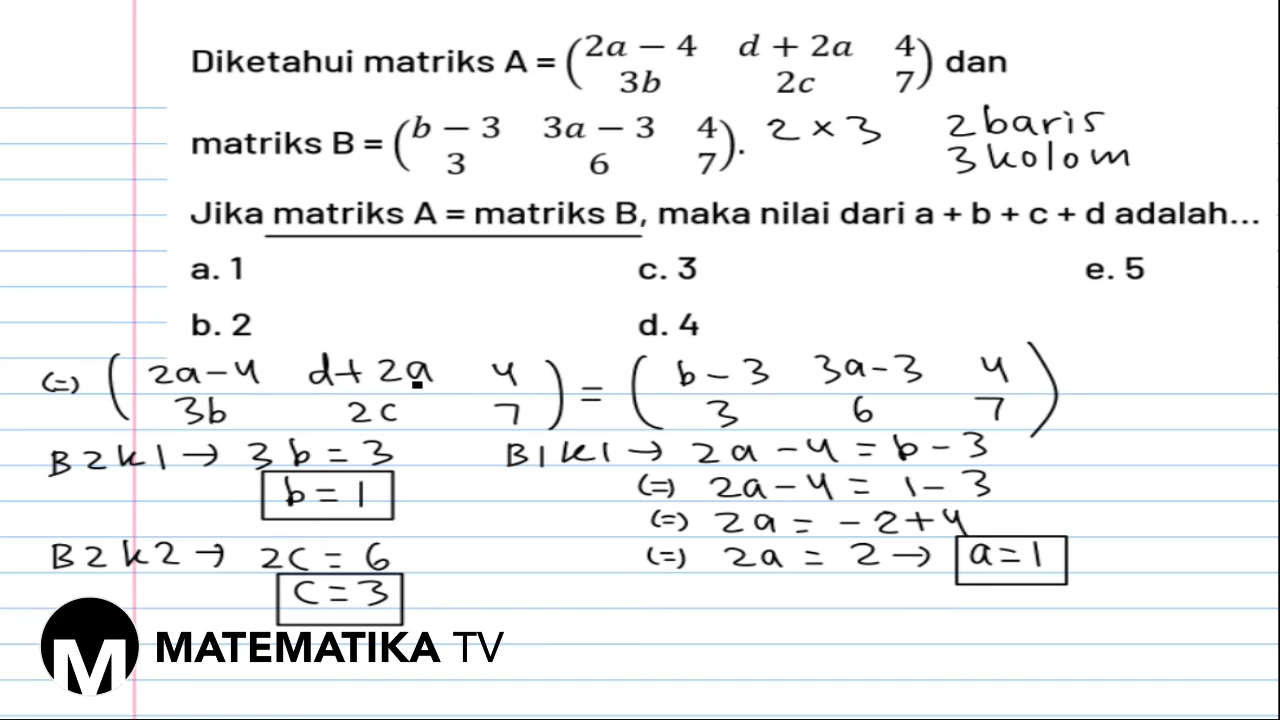 Diketahui matriks A = (2a − 4 d + 2a 4
3b 2c 7) dan
matriks B = (b − 3 3a − 3 4
3 6 7). 2 × 3 2 baris
3 kolom
Jika matriks A = matriks B, maka nilai dari a + b + c + d adalah...
a. 1 c. 3 e. 5
b. 2 d. 4
(=) (2a − 4 d + 2a 4
3b 2c 7) = (b − 3 3a − 3 4
3 6 7)
B2K1 → 3b = 3
b = 1
B2K2 → 2c = 6
c = 3
B1K1 → 2a − 4 = b − 3
(=) 2a − 4 = 1 − 3
(=) 2a = −2 + 4
(=) 2a = 2 → a = 1
M MATEMATIKA TV